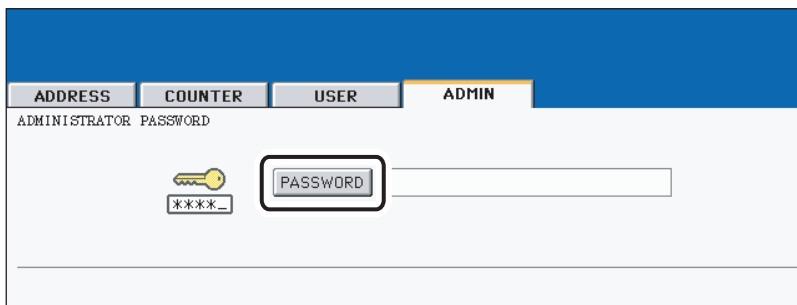 ADDRESS COUNTER USER ADMIN
ADMINISTRATOR PASSWORD
PASSWORD
****_